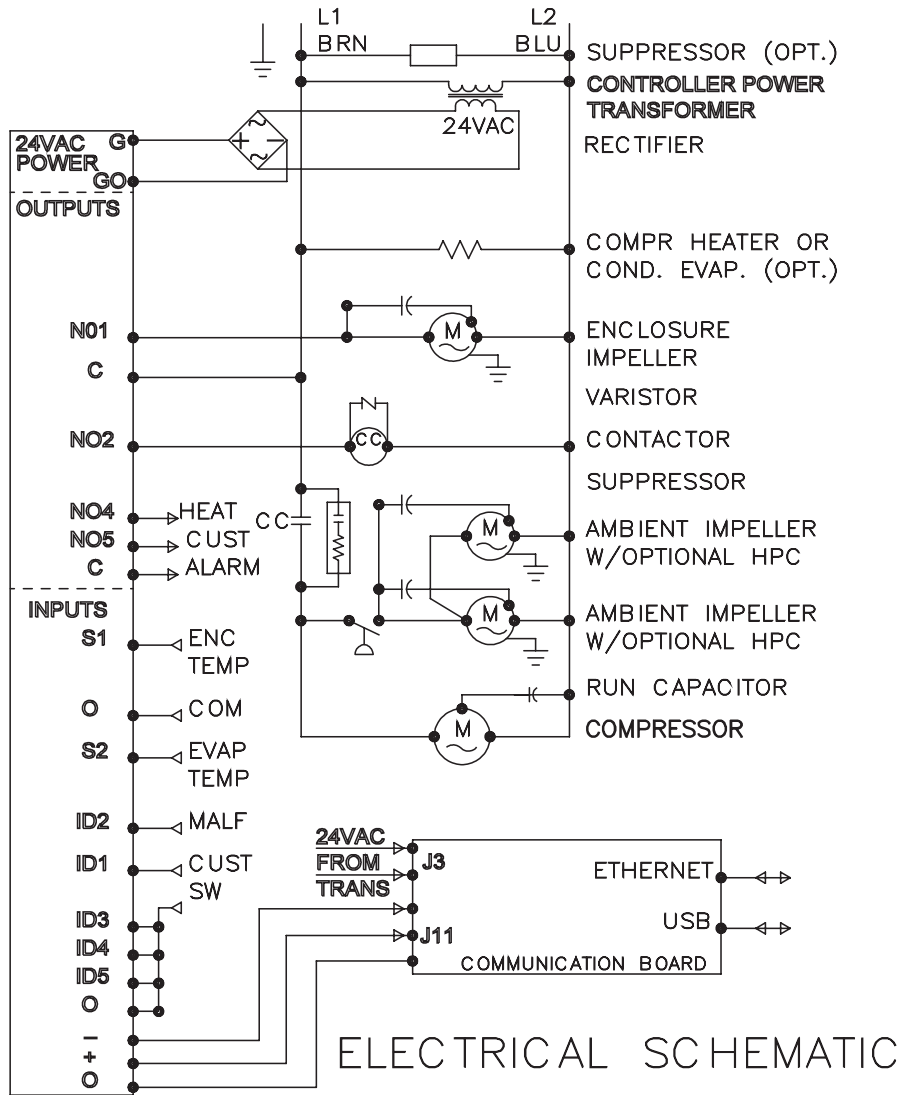 L1
BRN
L2
BLU
SUPPRESSOR (OPT.)
CONTROLLER POWER
TRANSFORMER
24VAC
RECTIFIER
24VAC G
POWER
GO
OUTPUTS
COMPR HEATER OR
COND. EVAP. (OPT.)
N01
M
ENCLOSURE
IMPELLER
C
VARISTOR
NO2
CC
CONTACTOR
SUPPRESSOR
NO4
HEAT
CC
NO5
CUST
C
ALARM
M
AMBIENT IMPELLER
W/OPTIONAL HPC
INPUTS
S1
ENC
TEMP
M
AMBIENT IMPELLER
W/OPTIONAL HPC
O
COM
RUN CAPACITOR
S2
EVAP
TEMP
M
COMPRESSOR
ID2
MALF
ID1
CUST
SW
ID3
ID4
ID5
O
–
+
O
24VAC
FROM
TRANS
J3
J11
ETHERNET
USB
COMMUNICATION BOARD
ELECTRICAL SCHEMATIC